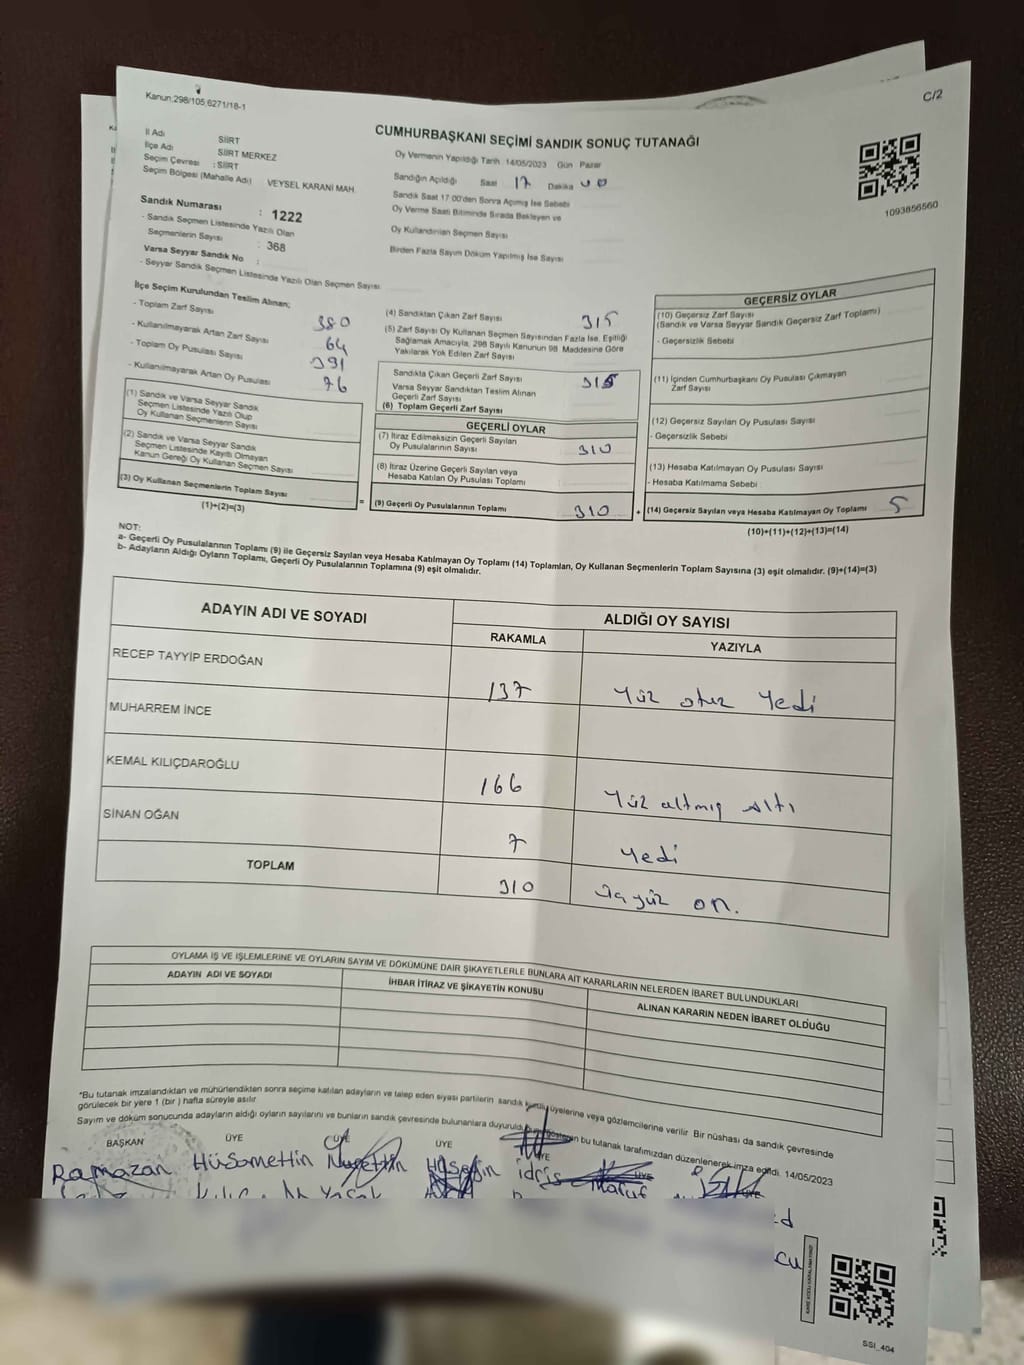 Kanun;298/105;6271/18-1
C/2
CUMHURBAŞKANI SEÇİMİ SANDIK SONUÇ TUTANAĞI
İl Adı SİİRT
İlçe Adı SİİRT MERKEZ
Seçim Çevresi : SİİRT
Seçim Bölgesi (Mahalle Adı) VEYSEL KARANİ MAH.
Sandık Numarası : 1222
- Sandık Seçmen Listesinde Yazılı Olan
Seçmenlerin Sayısı : 368
Varsa Seyyar Sandık No :
- Seyyar Sandık Seçmen Listesinde Yazılı Olan Seçmen Sayısı
Oy Vermenin Yapıldığı Tarih 14/05/2023 Gün Pazar
Sandığın Açıldığı Saat 17 Dakika 00
Sandık Saat 17:00'den Sonra Açımış İse Sebebi
Oy Verme Saati Bitiminde Sırada Bekleyen ve
Oy Kullandırılan Seçmen Sayısı
Birden Fazla Sayım Döküm Yapılmış İse Sayısı
1093856560
İlçe Seçim Kurulundan Teslim Alınan;
- Toplam Zarf Sayısı 380
- Kullanılmayarak Artan Zarf Sayısı 64
- Toplam Oy Pusulası Sayısı 391
- Kullanılmayarak Artan Oy Pusulası 76
(1) Sandık ve Varsa Seyyar Sandık
Seçmen Listesinde Yazılı Olup
Oy Kullanan Seçmenlerin Sayısı
(2) Sandık ve Varsa Seyyar Sandık
Seçmen Listesinde Kayıtlı Olmayan
Kanun Gereği Oy Kullanan Seçmen Sayısı
(3) Oy Kullanan Seçmenlerin Toplam Sayısı
(1)+(2)=(3)
(4) Sandıktan Çıkan Zarf Sayısı 315
(5) Zarf Sayısı Oy Kullanan Seçmen Sayısından Fazla İse, Eşitliği
Sağlamak Amacıyla, 298 Sayılı Kanunun 98. Maddesine Göre
Yakılarak Yok Edilen Zarf Sayısı
Sandıkta Çıkan Geçerli Zarf Sayısı 315
Varsa Seyyar Sandıktan Teslim Alınan
Geçerli Zarf Sayısı
(6) Toplam Geçerli Zarf Sayısı
GEÇERLİ OYLAR
(7) İtiraz Edilmeksizin Geçerli Sayılan
Oy Pusulalarının Sayısı 310
(8) İtiraz Üzerine Geçerli Sayılan veya
Hesaba Katılan Oy Pusulası Toplamı
= (9) Geçerli Oy Pusulalarının Toplamı 310 +
GEÇERSİZ OYLAR
(10) Geçersiz Zarf Sayısı
(Sandık ve Varsa Seyyar Sandık Geçersiz Zarf Toplamı)
- Geçersizlik Sebebi
(11) İçinden Cumhurbaşkanı Oy Pusulası Çıkmayan
Zarf Sayısı
(12) Geçersiz Sayılan Oy Pusulası Sayısı
- Geçersizlik Sebebi
(13) Hesaba Katılmayan Oy Pusulası Sayısı
- Hesaba Katılmama Sebebi
(14) Geçersiz Sayılan veya Hesaba Katılmayan Oy Toplamı 5
(10)+(11)+(12)+(13)=(14)
NOT:
a- Geçerli Oy Pusulalarının Toplamı (9) ile Geçersiz Sayılan veya Hesaba Katılmayan Oy Toplamı (14) Toplamları, Oy Kullanan Seçmenlerin Toplam Sayısına (3) eşit olmalıdır. (9)+(14)=(3)
b- Adayların Aldığı Oyların Toplamı, Geçerli Oy Pusulalarının Toplamına (9) eşit olmalıdır.
ADAYIN ADI VE SOYADI ALDIĞI OY SAYISI
RAKAMLA YAZIYLA
RECEP TAYYİP ERDOĞAN 137 Yüz otuz Yedi
MUHARREM İNCE
KEMAL KILIÇDAROĞLU 166 Yüz altmış altı
SİNAN OĞAN 7 Yedi
TOPLAM 310 üçyüz on.
OYLAMA İŞ VE İŞLEMLERİNE VE OYLARIN SAYIM VE DÖKÜMÜNE DAİR ŞİKAYETLERLE BUNLARA AİT KARARLARIN NELERDEN İBARET BULUNDUKLARI
ADAYIN ADI VE SOYADI İHBAR İTİRAZ VE ŞİKAYETİN KONUSU ALINAN KARARIN NEDEN İBARET OLDUĞU
*Bu tutanak imzalandıktan ve mühürlendikten sonra seçime katılan adayların ve talep eden siyasi partilerin sandık kurulu üyelerine veya gözlemcilerine verilir. Bir nüshası da sandık çevresinde
görülecek bir yere 1 (bir ) hafta süreyle asılır.
Sayım ve döküm sonucunda adayların aldığı oyların sayılarını ve bunların sandık çevresinde bulunanlara duyuruldu bu tutanak tarafımızdan düzenlenerek imza edildi. 14/05/2023
BAŞKAN ÜYE ÜYE ÜYE ÜYE ÜYE ÜYE
Ramazan Hüsamettin Nurettin Hüseyin idris Maruf
SSI_404